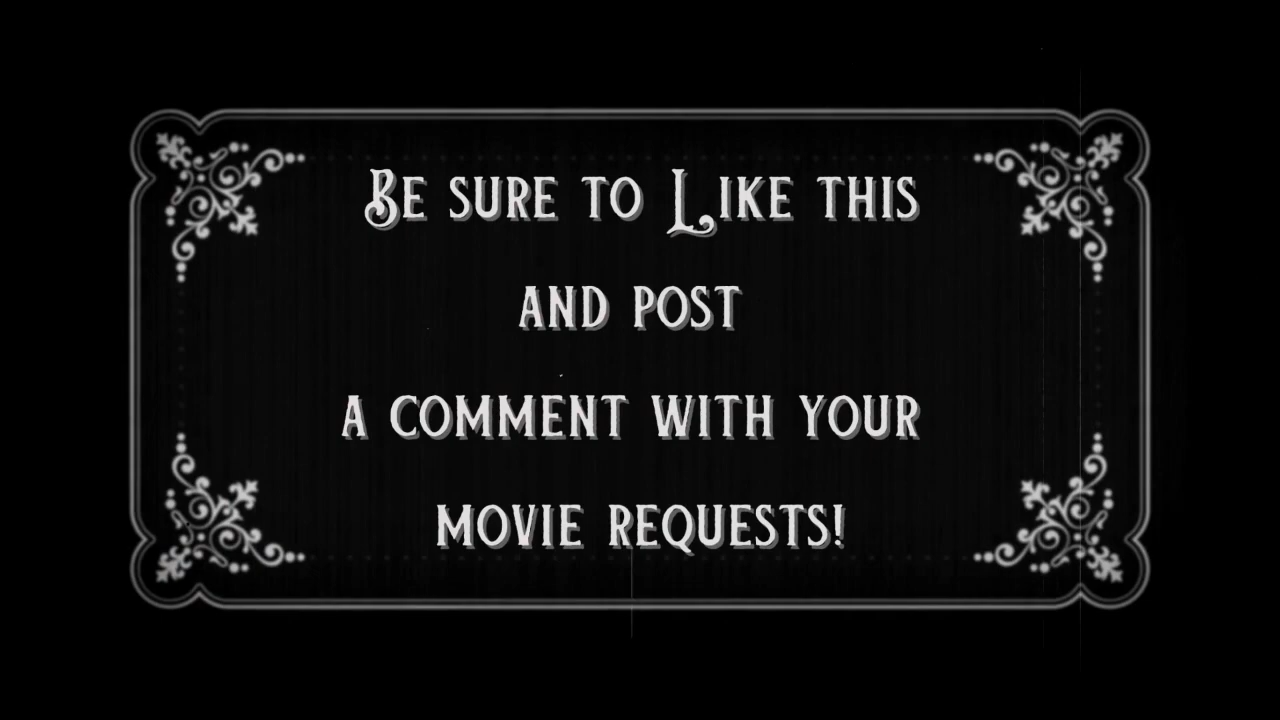 Be sure to Like this
and post
a comment with your
movie requests!